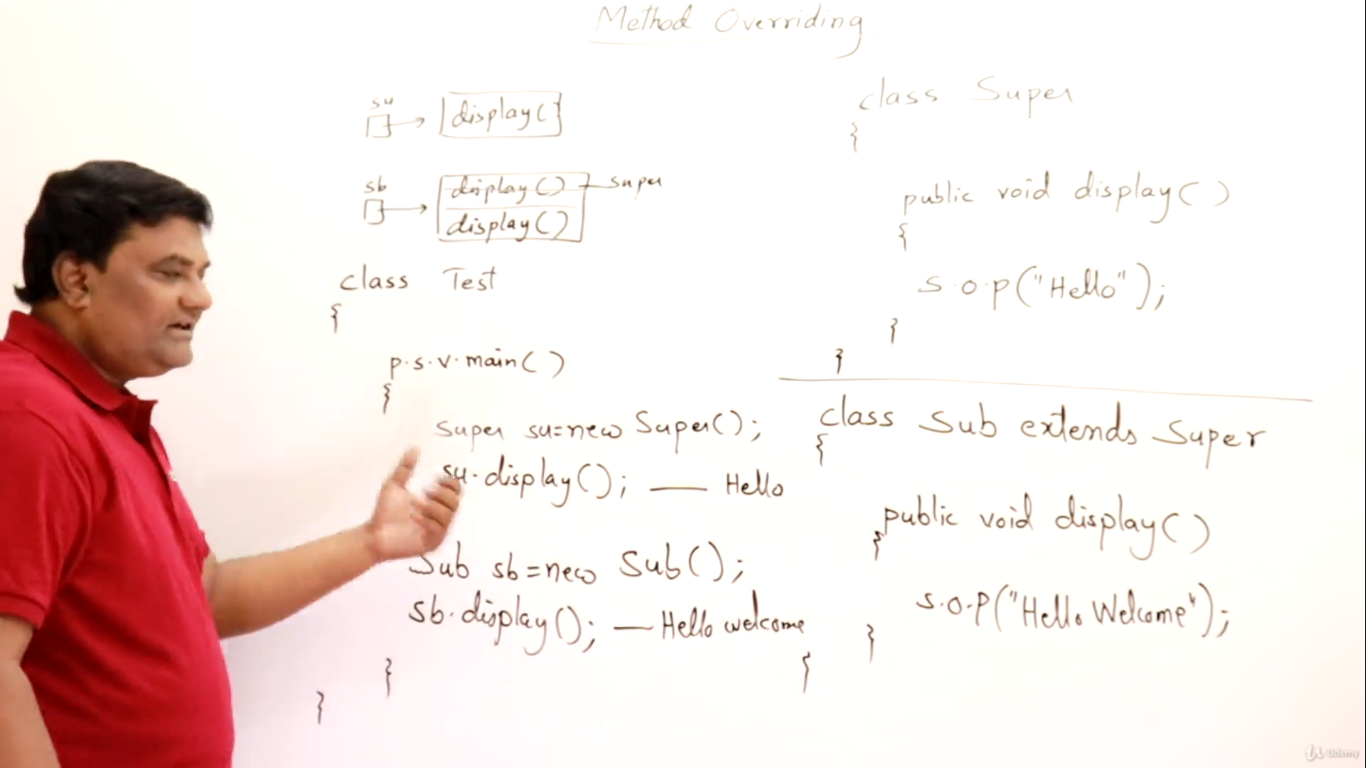 Method Overriding
su
display()
sb
display() super
display()
class Test
{
p.s.v.main()
{
Super su=new Super();
su.display(); — Hello
Sub sb=new Sub();
sb.display(); — Hello welcome
}
}
class Super
{
public void display()
{
s.o.p("Hello");
}
}
class Sub extends Super
{
public void display()
{
s.o.p("Hello Welcome");
}
{
Udemy